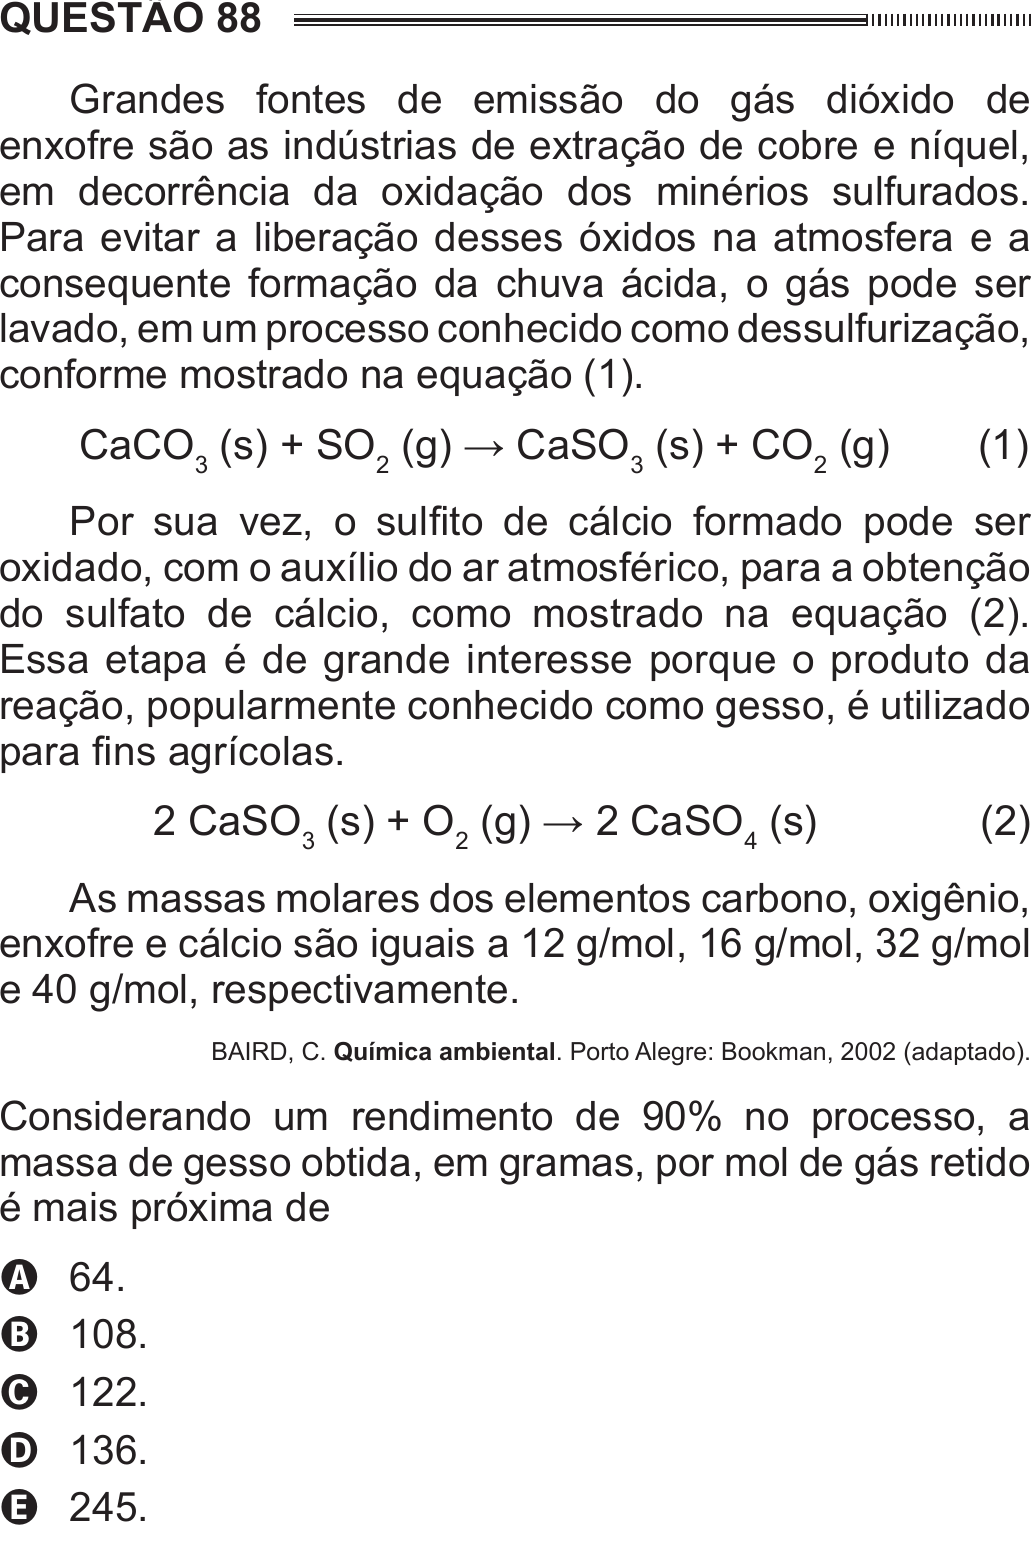 QUESTÃO 88
Grandes fontes de emissão do gás dióxido de
enxofre são as indústrias de extração de cobre e níquel,
em decorrência da oxidação dos minérios sulfurados.
Para evitar a liberação desses óxidos na atmosfera e a
consequente formação da chuva ácida, o gás pode ser
lavado, em um processo conhecido como dessulfurização,
conforme mostrado na equação (1).
CaCO₃ (s) + SO₂ (g) → CaSO₃ (s) + CO₂ (g) (1)
Por sua vez, o sulfito de cálcio formado pode ser
oxidado, com o auxílio do ar atmosférico, para a obtenção
do sulfato de cálcio, como mostrado na equação (2).
Essa etapa é de grande interesse porque o produto da
reação, popularmente conhecido como gesso, é utilizado
para fins agrícolas.
2 CaSO₃ (s) + O₂ (g) → 2 CaSO₄ (s) (2)
As massas molares dos elementos carbono, oxigênio,
enxofre e cálcio são iguais a 12 g/mol, 16 g/mol, 32 g/mol
e 40 g/mol, respectivamente.
BAIRD, C. Química ambiental. Porto Alegre: Bookman, 2002 (adaptado).
Considerando um rendimento de 90% no processo, a
massa de gesso obtida, em gramas, por mol de gás retido
é mais próxima de
A 64.
B 108.
C 122.
D 136.
E 245.